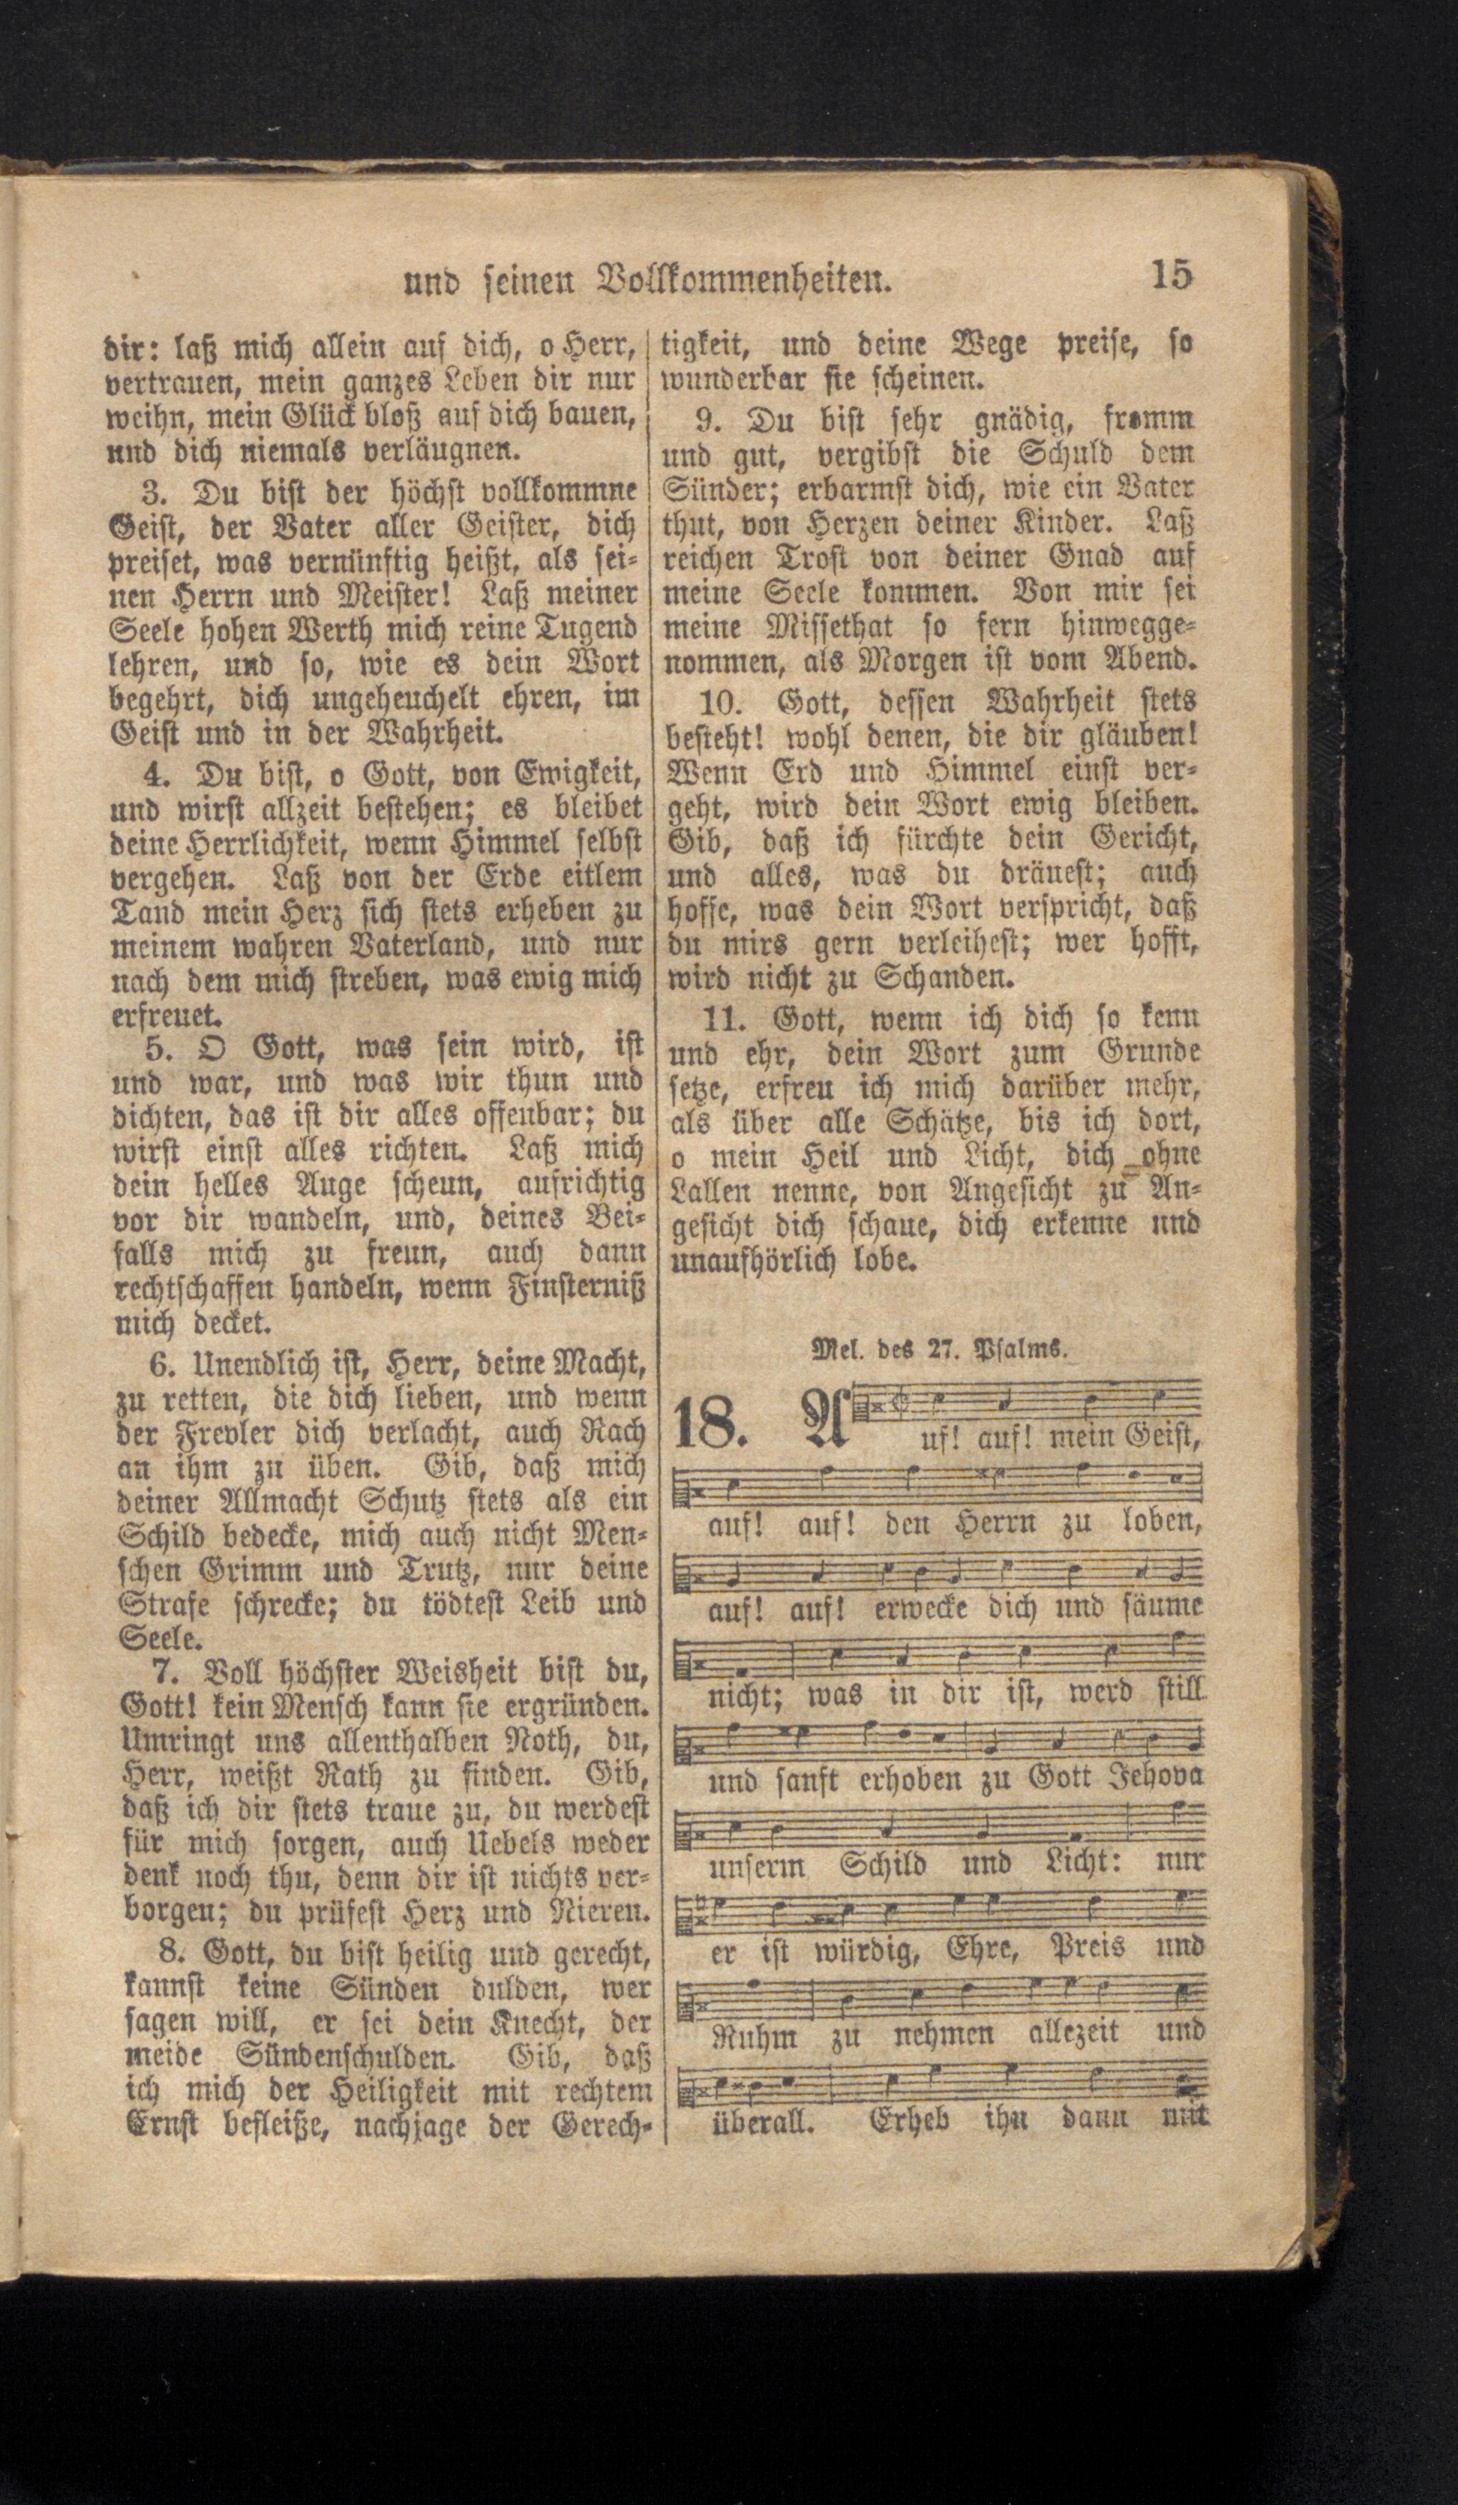 und seinen Vollkommenheiten.
15
dir: laß mich allein auf dich, o Herr,
vertrauen, mein ganzes Leben dir nur
weihn, mein Glück bloß auf dich bauen,
und dich niemals verläugnen.
3. Du bist der höchst vollkommne
Geist, der Vater aller Geister, dich
preiset, was vernünftig heißt, als sei-
nen Herrn und Meister! Laß meiner
Seele hohen Werth mich reine Tugend
lehren, und so, wie es dein Wort
begehrt, dich ungeheuchelt ehren, im
Geist und in der Wahrheit.
4. Du bist, o Gott, von Ewigkeit,
und wirst allzeit bestehen; es bleibet
deine Herrlichkeit, wenn Himmel selbst
vergehen. Laß von der Erde eitlem
Tand mein Herz sich stets erheben zu
meinem wahren Vaterland, und nur
nach dem mich streben, was ewig mich
erfreuet.
5. O Gott, was sein wird, ist
und war, und was wir thun und
dichten, das ist dir alles offenbar; du
wirst einst alles richten. Laß mich
dein helles Auge scheun, aufrichtig
vor dir wandeln, und, deines Bei-
falls mich zu freun, auch dann
rechtschaffen handeln, wenn Finsterniß
mich decket.
6. Unendlich ist, Herr, deine Macht,
zu retten, die dich lieben, und wenn
der Frevler dich verlacht, auch Rach
an ihm zu üben. Gib, daß mich
deiner Allmacht Schutz stets als ein
Schild bedecke, mich auch nicht Men-
schen Grimm und Trutz, nur deine
Strafe schrecke; du tödtest Leib und
Seele.
7. Voll höchster Weisheit bist du,
Gott! kein Mensch kann sie ergründen.
Umringt uns allenthalben Noth, du,
Herr, weißt Rath zu finden. Gib,
daß ich dir stets traue zu, du werdest
für mich sorgen, auch Uebels weder
denk noch thu, denn dir ist nichts ver-
borgen; du prüfest Herz und Nieren.
8. Gott, du bist heilig und gerecht,
kannst keine Sünden dulden, wer
sagen will, er sei dein Knecht, der
meide Sündenschulden. Gib, daß
ich mich der Heiligkeit mit rechtem
Ernst befleiße, nachjage der Gerech-
tigkeit, und deine Wege preise, so
wunderbar sie scheinen.
9. Du bist sehr gnädig, fromm
und gut, vergibst die Schuld dem
Sünder; erbarmst dich, wie ein Vater
thut, von Herzen deiner Kinder. Laß
reichen Trost von deiner Gnad auf
meine Seele kommen. Von mir sei
meine Missethat so fern hinwegge-
nommen, als Morgen ist vom Abend.
10. Gott, dessen Wahrheit stets
besteht! wohl denen, die dir gläuben!
Wenn Erd und Himmel einst ver-
geht, wird dein Wort ewig bleiben.
Gib, daß ich fürchte dein Gericht,
und alles, was du dräuest; auch
hoffe, was dein Wort verspricht, daß
du mirs gern verleihest; wer hofft,
wird nicht zu Schanden.
11. Gott, wenn ich dich so kenn
und ehr, dein Wort zum Grunde
setze, erfreu ich mich darüber mehr,
als über alle Schätze, bis ich dort,
o mein Heil und Licht, dich ohne
Lallen nenne, von Angesicht zu An-
gesicht dich schaue, dich erkenne und
unaufhörlich lobe.
Mel. des 27. Psalms.
18. Auf! auf! mein Geist,
auf! auf! den Herrn zu loben,
auf! auf! erwecke dich und säume
nicht; was in dir ist, werd still
und sanft erhoben zu Gott Jehova
unserm Schild und Licht: nur
er ist würdig, Ehre, Preis und
Ruhm zu nehmen allezeit und
überall. Erheb ihn dann mit